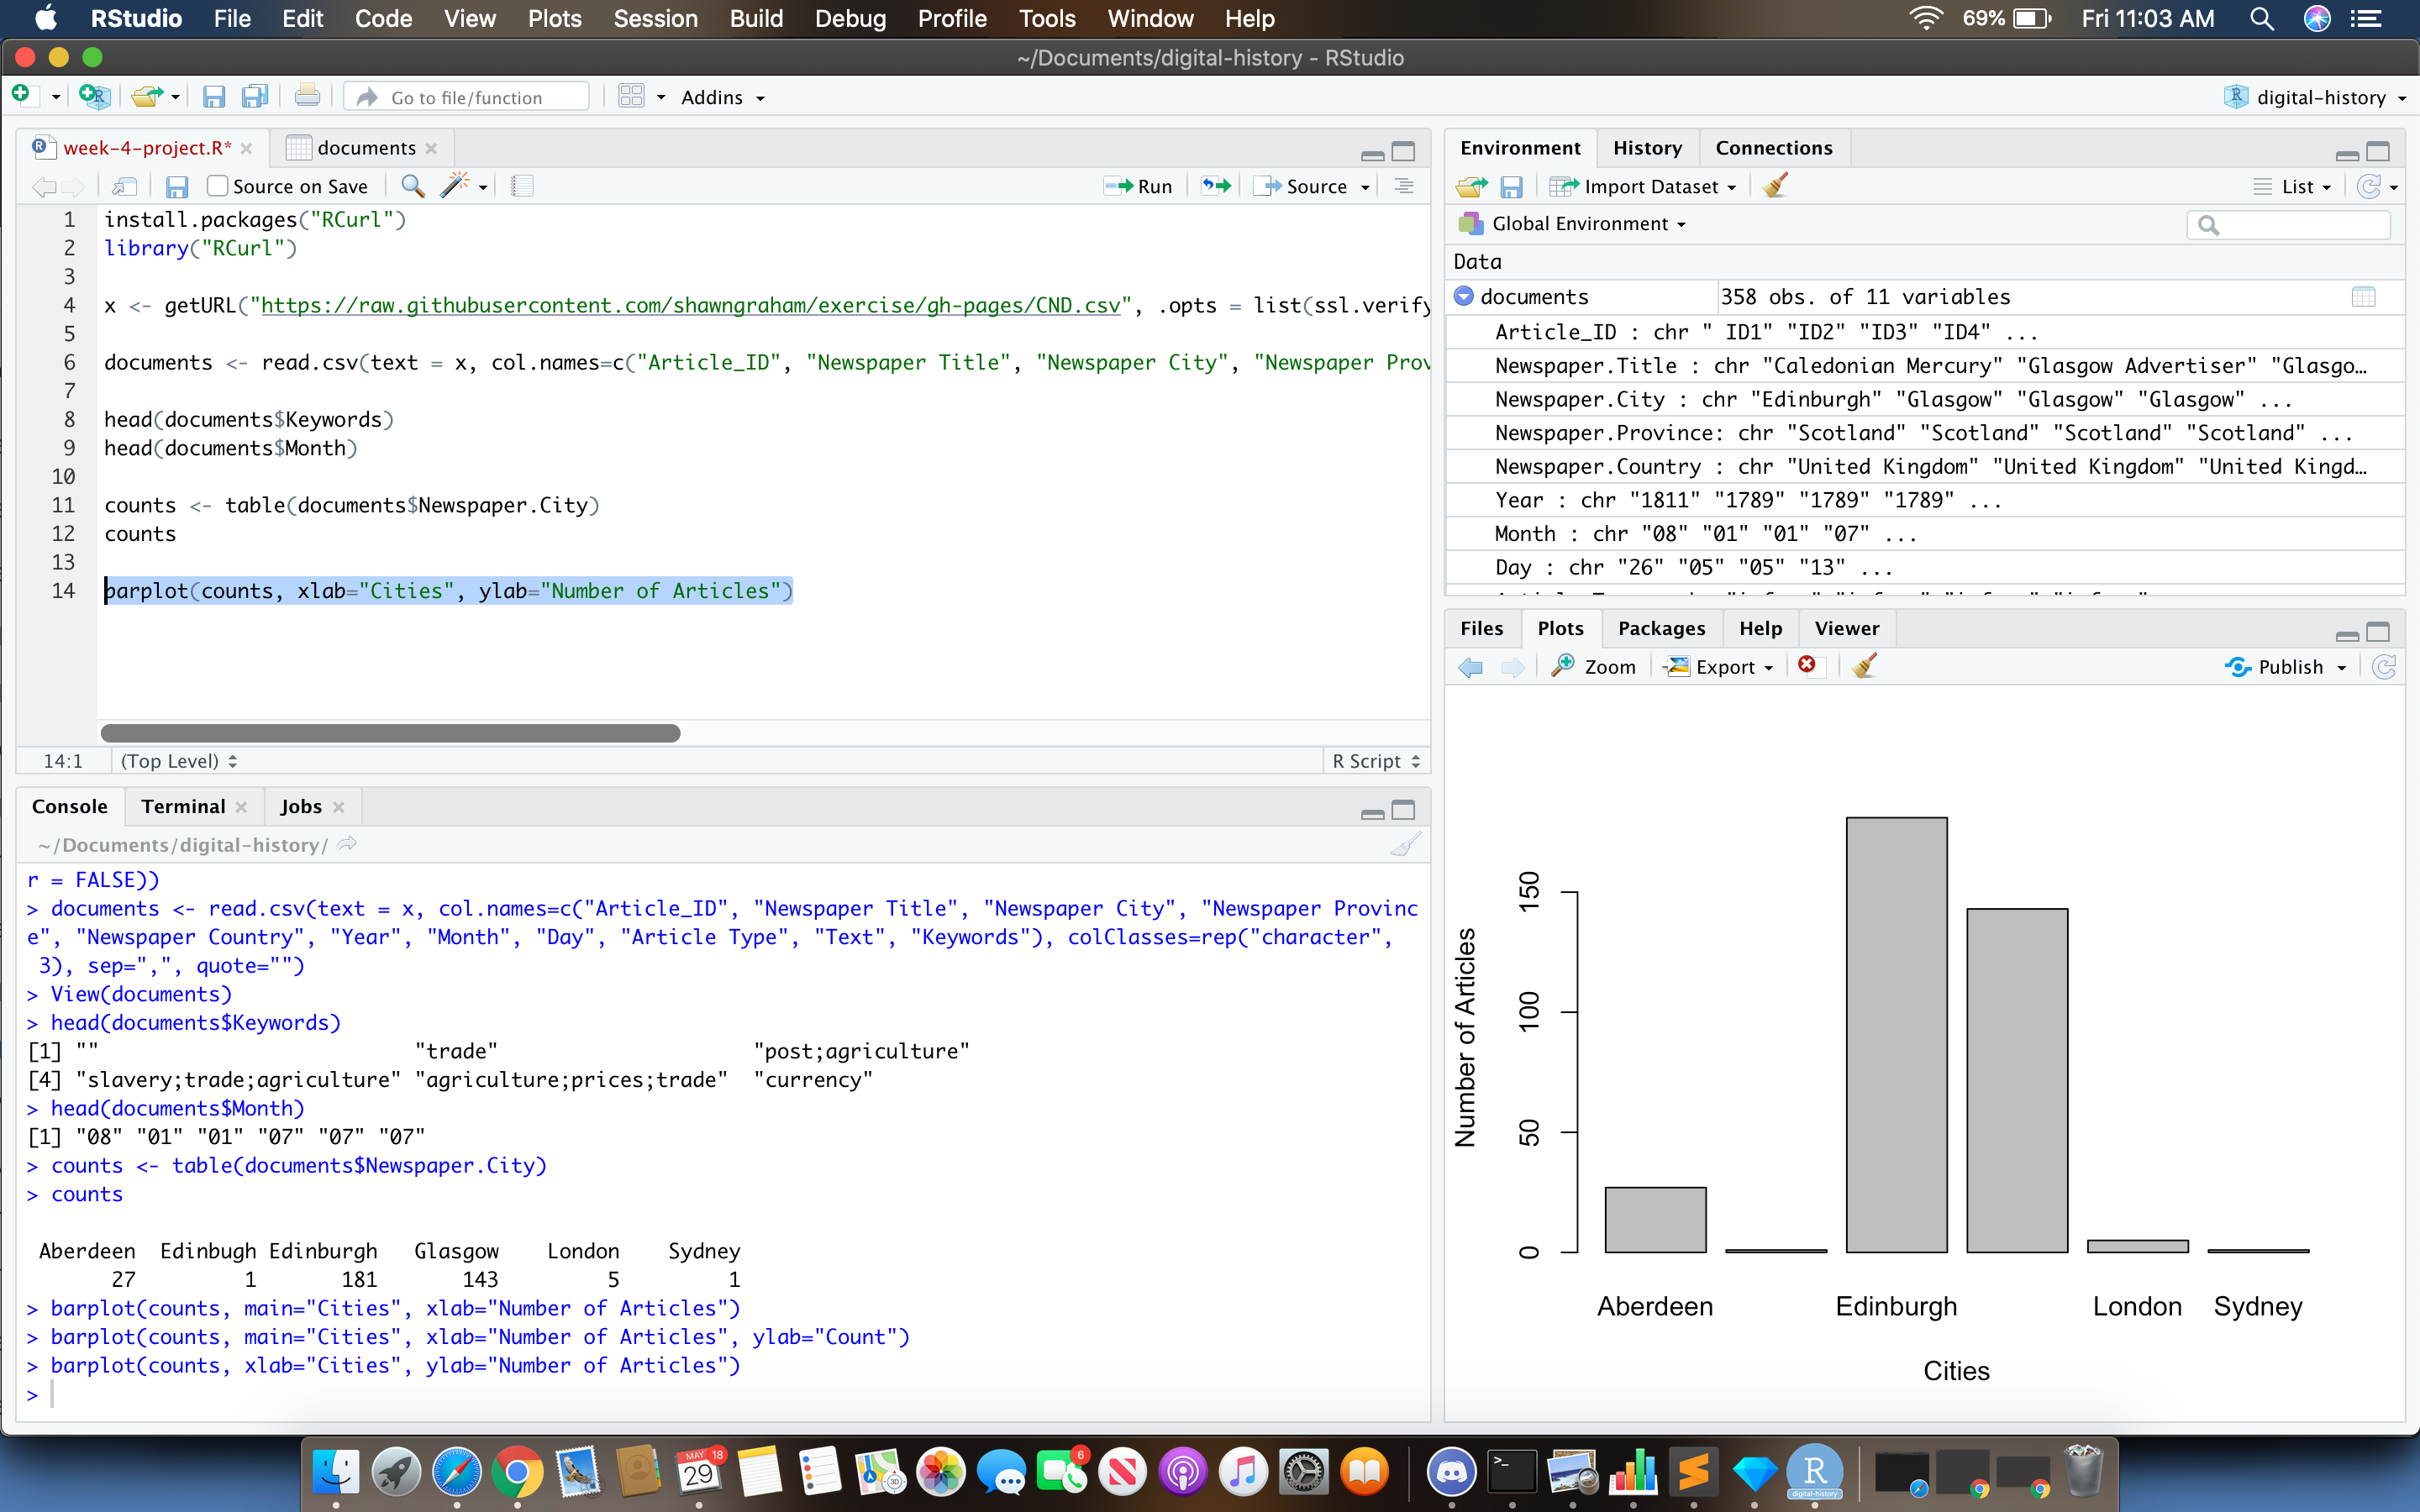 RStudio File Edit Code View Plots Session Build Debug Profile Tools Window Help 69% Fri 11:03 AM
~/Documents/digital-history - RStudio
Go to file/function Addins digital-history
week-4-project.R* documents
Source on Save Run Source
1 install.packages("RCurl")
2 library("RCurl")
3
4 x <- getURL("https://raw.githubusercontent.com/shawngraham/exercise/gh-pages/CND.csv", .opts = list(ssl.verify
5
6 documents <- read.csv(text = x, col.names=c("Article_ID", "Newspaper Title", "Newspaper City", "Newspaper Prov
7
8 head(documents$Keywords)
9 head(documents$Month)
10
11 counts <- table(documents$Newspaper.City)
12 counts
13
14 barplot(counts, xlab="Cities", ylab="Number of Articles")
14:1 (Top Level) R Script
Console Terminal Jobs
~/Documents/digital-history/
r = FALSE))
> documents <- read.csv(text = x, col.names=c("Article_ID", "Newspaper Title", "Newspaper City", "Newspaper Provinc
e", "Newspaper Country", "Year", "Month", "Day", "Article Type", "Text", "Keywords"), colClasses=rep("character",
3), sep=",", quote="")
> View(documents)
> head(documents$Keywords)
[1] "" "trade" "post;agriculture"
[4] "slavery;trade;agriculture" "agriculture;prices;trade" "currency"
> head(documents$Month)
[1] "08" "01" "01" "07" "07" "07"
> counts <- table(documents$Newspaper.City)
> counts
Aberdeen Edinbugh Edinburgh Glasgow London Sydney
27 1 181 143 5 1
> barplot(counts, main="Cities", xlab="Number of Articles")
> barplot(counts, main="Cities", xlab="Number of Articles", ylab="Count")
> barplot(counts, xlab="Cities", ylab="Number of Articles")
>
Environment History Connections
Import Dataset List
Global Environment
Data
documents 358 obs. of 11 variables
Article_ID : chr " ID1" "ID2" "ID3" "ID4" ...
Newspaper.Title : chr "Caledonian Mercury" "Glasgow Advertiser" "Glasgo…
Newspaper.City : chr "Edinburgh" "Glasgow" "Glasgow" "Glasgow" ...
Newspaper.Province: chr "Scotland" "Scotland" "Scotland" "Scotland" ...
Newspaper.Country : chr "United Kingdom" "United Kingdom" "United Kingd…
Year : chr "1811" "1789" "1789" "1789" ...
Month : chr "08" "01" "01" "07" ...
Day : chr "26" "05" "05" "13" ...
Files Plots Packages Help Viewer
Zoom Export Publish
Number of Articles
150
100
50
0
Aberdeen Edinburgh London Sydney
Cities
MAY 18
29
6
3D
R
digital-history